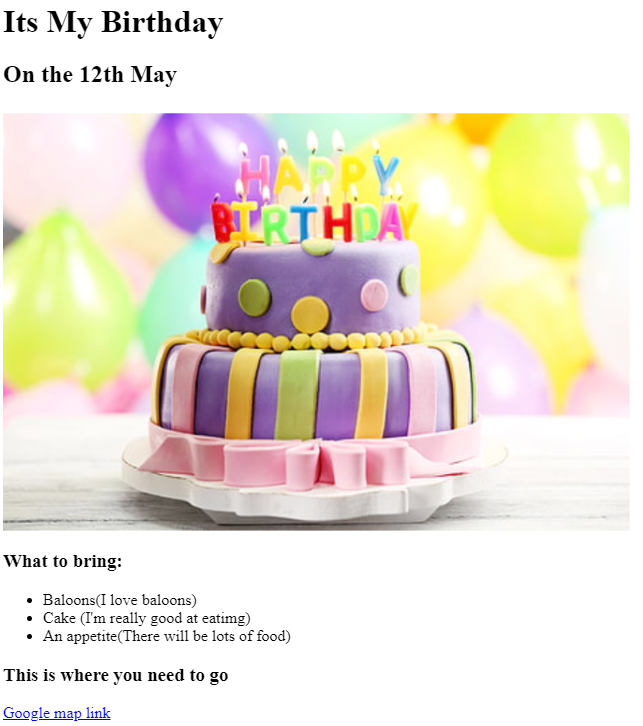 Its My Birthday
On the 12th May
HAPPY
BIRTHDAY
What to bring:
Baloons(I love baloons)
Cake (I'm really good at eatimg)
An appetite(There will be lots of food)
This is where you need to go
Google map link